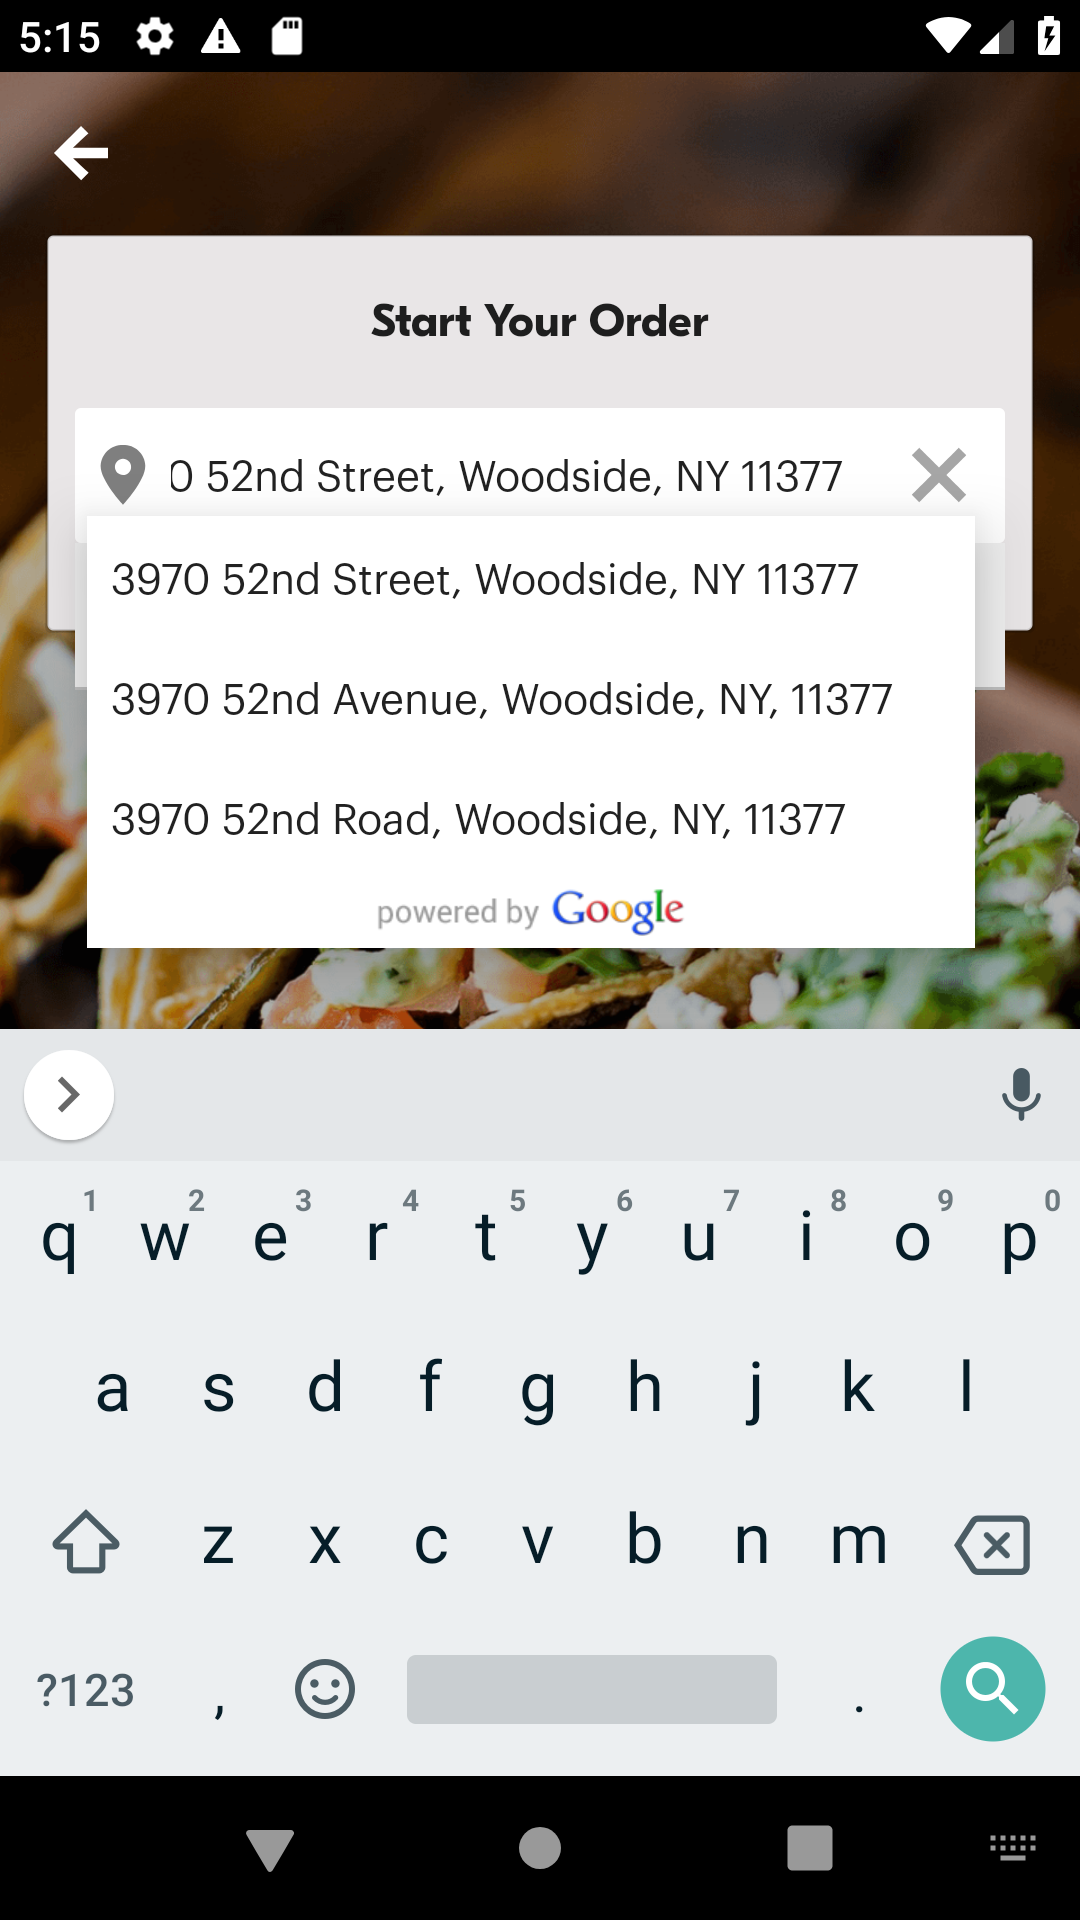 5:15
Start Your Order
0 52nd Street, Woodside, NY 11377
3970 52nd Street, Woodside, NY 11377
3970 52nd Avenue, Woodside, NY, 11377
3970 52nd Road, Woodside, NY, 11377
powered by Google
1 2 3 4 5 6 7 8 9 0
q w e r t y u i o p
a s d f g h j k l
z x c v b n m
?123 , .